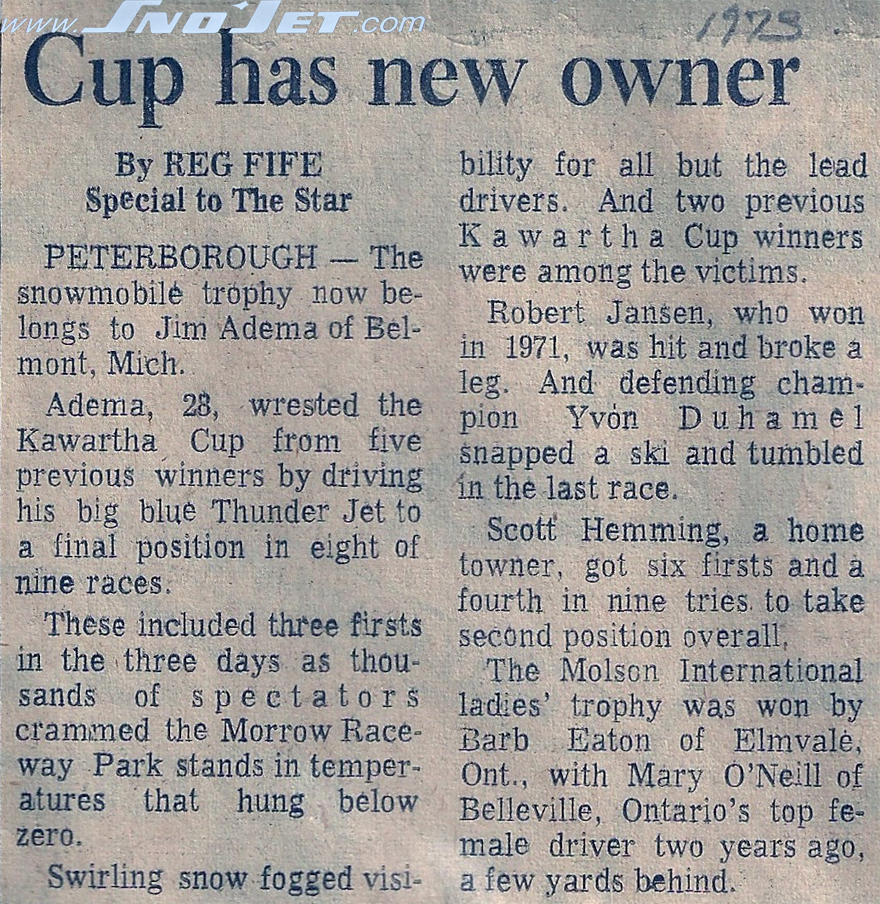 www.SNO'JET.com
1973
Cup has new owner
By REG FIFE
Special to The Star
PETERBOROUGH — The
snowmobile trophy now be-
longs to Jim Adema of Bel-
mont, Mich.
Adema, 28, wrested the
Kawartha Cup from five
previous winners by driving
his big blue Thunder Jet to
a final position in eight of
nine races.
These included three firsts
in the three days as thou-
sands of spectators
crammed the Morrow Race-
way Park stands in temper-
atures that hung below
zero.
Swirling snow fogged visi-
bility for all but the lead
drivers. And two previous
Kawartha Cup winners
were among the victims.
Robert Jansen, who won
in 1971, was hit and broke a
leg. And defending cham-
pion Yvon Duhamel
snapped a ski and tumbled
in the last race.
Scott Hemming, a home
towner, got six firsts and a
fourth in nine tries to take
second position overall.
The Molson International
ladies' trophy was won by
Barb Eaton of Elmvale,
Ont., with Mary O'Neill of
Belleville, Ontario's top fe-
male driver two years ago,
a few yards behind.